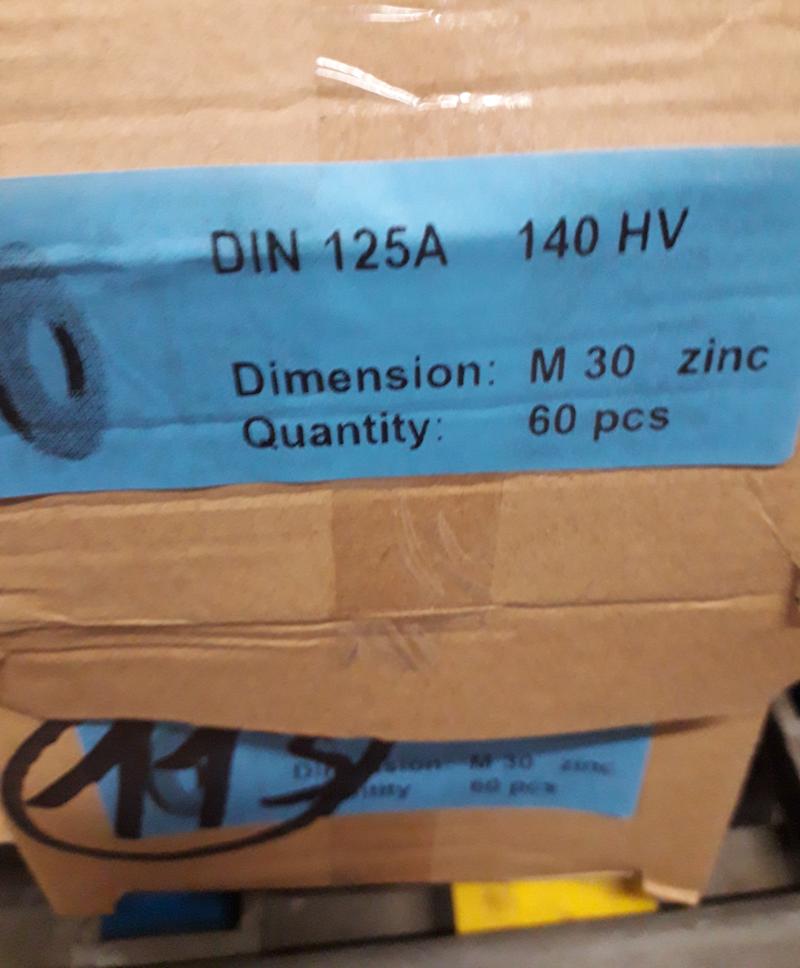 DIN 125A 140 HV
Dimension: M 30 zinc
Quantity: 60 pcs
M 30 zinc
60 pcs